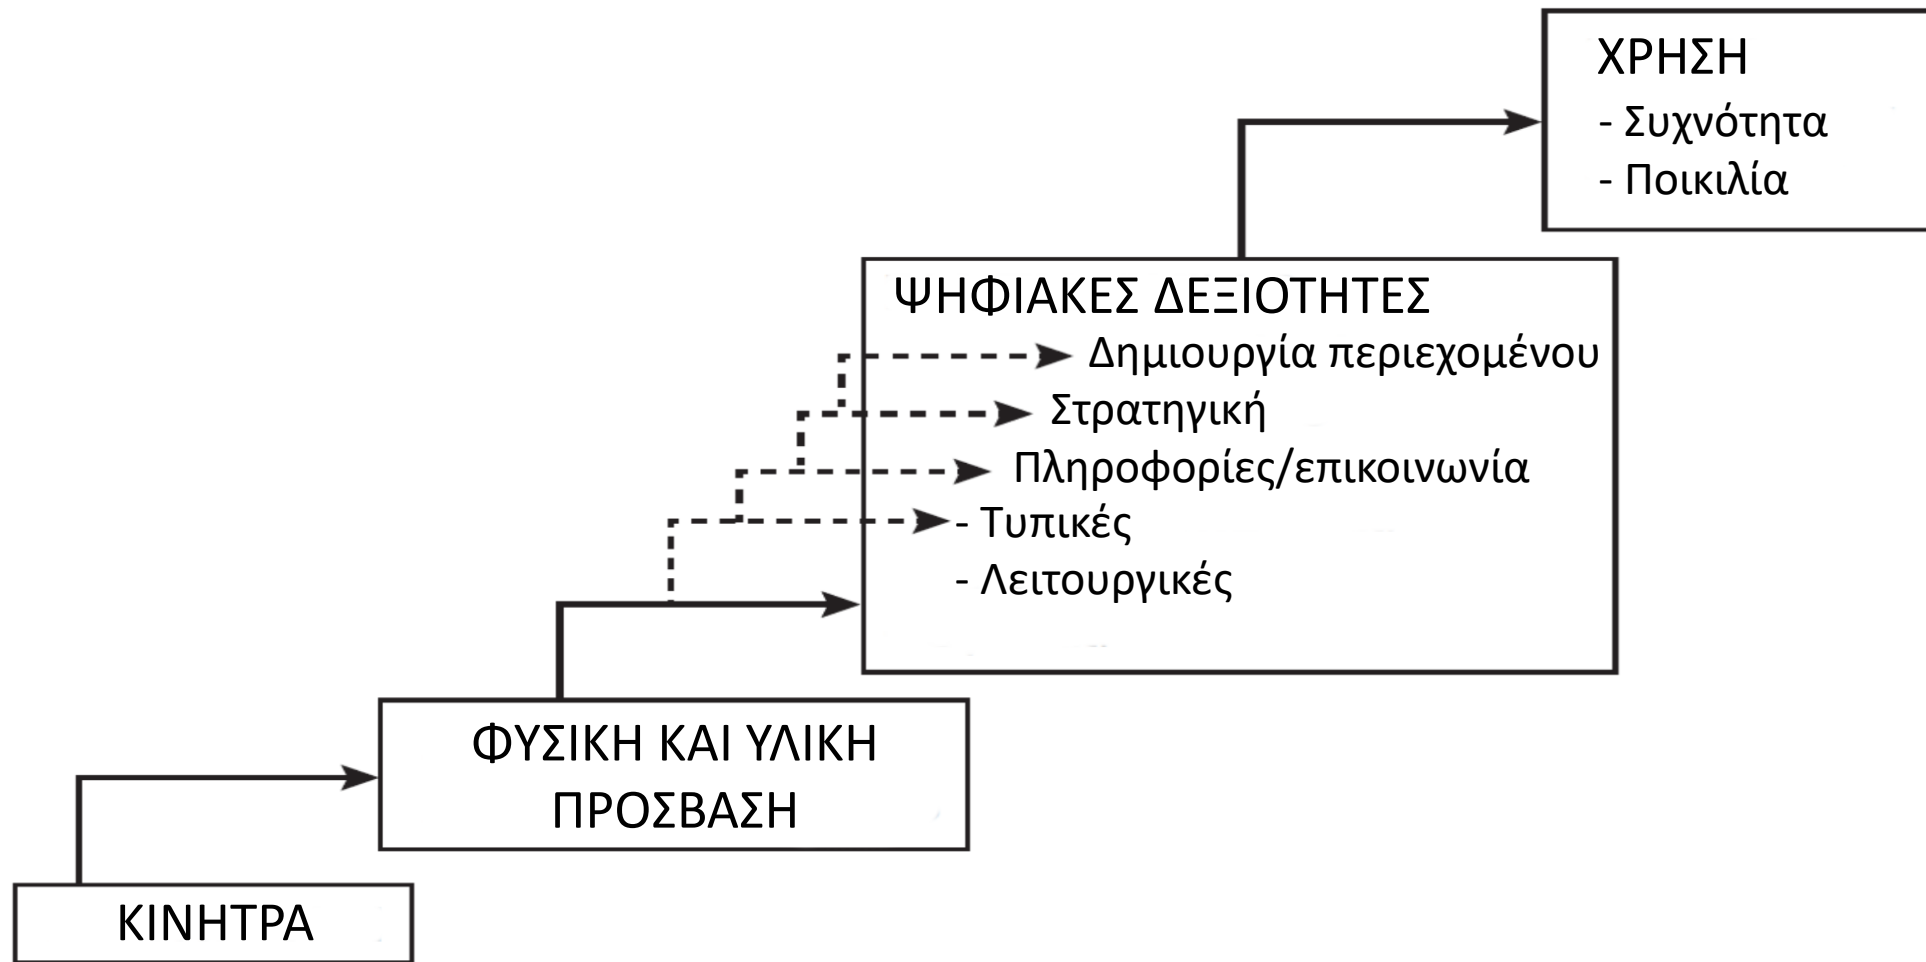 ΧΡΗΣΗ
- Συχνότητα
- Ποικιλία
ΨΗΦΙΑΚΕΣ ΔΕΞΙΟΤΗΤΕΣ
Δημιουργία περιεχομένου
Στρατηγική
Πληροφορίες/επικοινωνία
- Τυπικές
- Λειτουργικές
ΦΥΣΙΚΗ ΚΑΙ ΥΛΙΚΗ
ΠΡΟΣΒΑΣΗ
ΚΙΝΗΤΡΑ